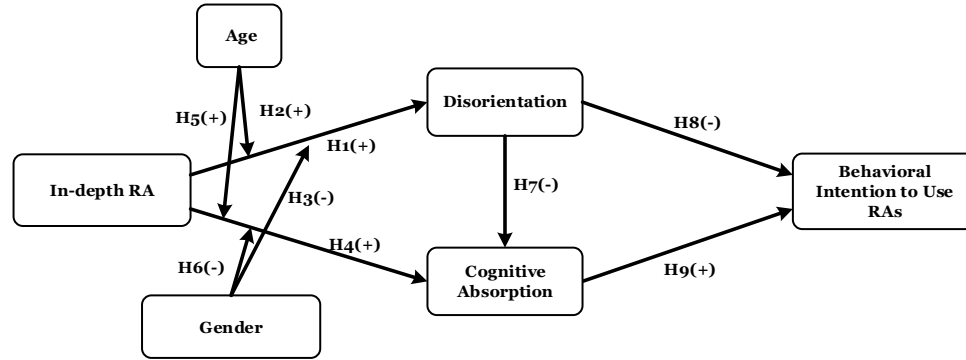 Age
H5(+)
H2(+)
Disorientation
H8(-)
H1(+)
In-depth RA
H3(-)
H7(-)
Behavioral
Intention to Use
RAs
H4(+)
H6(-)
Cognitive
Absorption
H9(+)
Gender